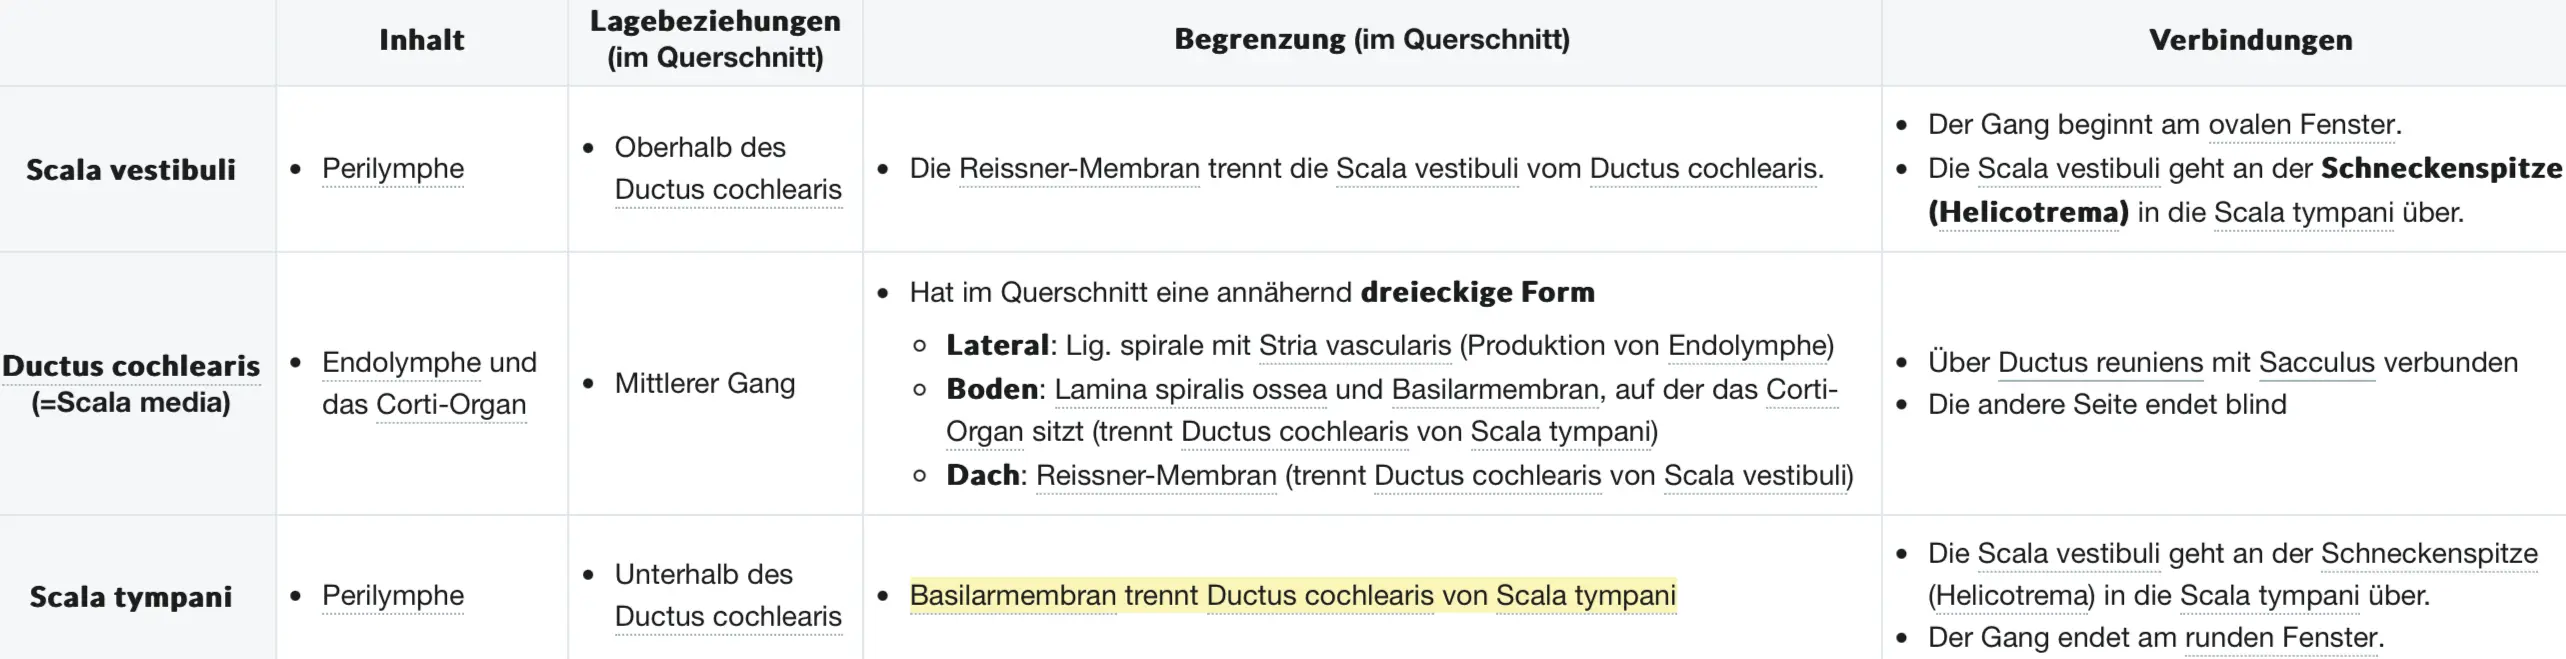 Inhalt
Lagebeziehungen
(im Querschnitt)
Begrenzung (im Querschnitt)
Verbindungen
Scala vestibuli
• Perilymphe
• Oberhalb des
Ductus cochlearis
• Die Reissner-Membran trennt die Scala vestibuli vom Ductus cochlearis.
• Der Gang beginnt am ovalen Fenster.
• Die Scala vestibuli geht an der Schneckenspitze
(Helicotrema) in die Scala tympani über.
Ductus cochlearis
(=Scala media)
• Endolymphe und
das Corti-Organ
• Mittlerer Gang
• Hat im Querschnitt eine annähernd dreieckige Form
○ Lateral: Lig. spirale mit Stria vascularis (Produktion von Endolymphe)
○ Boden: Lamina spiralis ossea und Basilarmembran, auf der das Corti-
Organ sitzt (trennt Ductus cochlearis von Scala tympani)
○ Dach: Reissner-Membran (trennt Ductus cochlearis von Scala vestibuli)
• Über Ductus reuniens mit Sacculus verbunden
• Die andere Seite endet blind
Scala tympani
• Perilymphe
• Unterhalb des
Ductus cochlearis
• Basilarmembran trennt Ductus cochlearis von Scala tympani
• Die Scala vestibuli geht an der Schneckenspitze
(Helicotrema) in die Scala tympani über.
• Der Gang endet am runden Fenster.